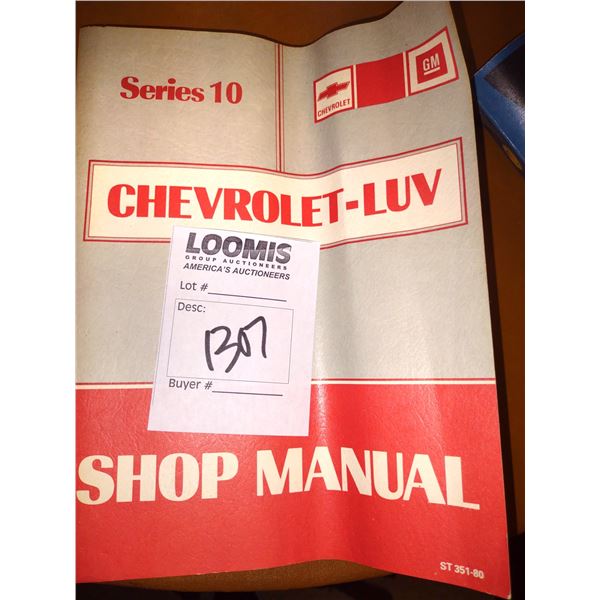 Series 10
CHEVROLET
GM
CHEVROLET-LUV
LOOMIS
GROUP AUCTIONEERS
AMERICA'S AUCTIONEERS
Lot #
Desc:
1307
Buyer #
SHOP MANUAL
ST 351-80